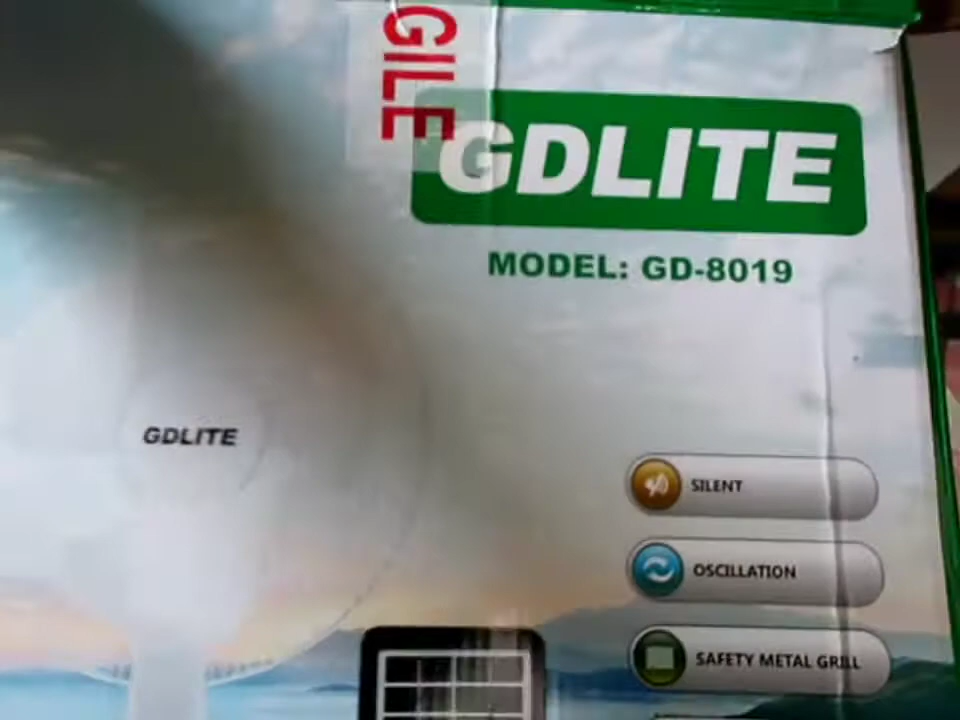 GILE
GDLITE
MODEL: GD-8019
GDLITE
SILENT
OSCILLATION
SAFETY METAL GRILL